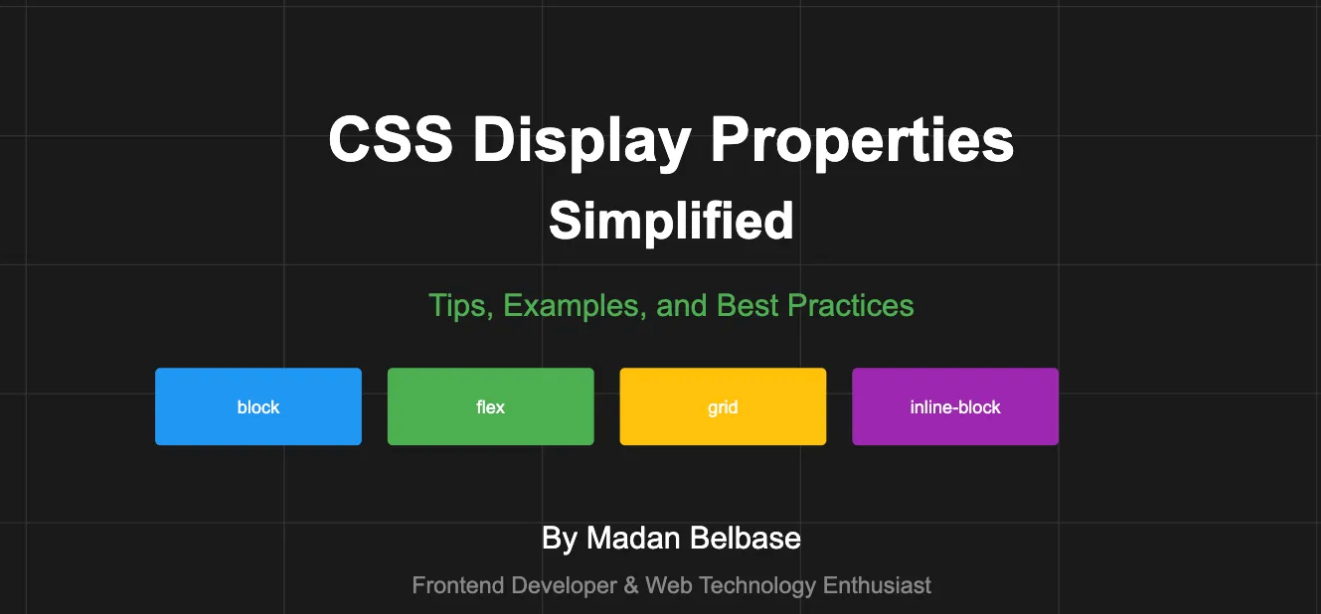 CSS Display Properties
Simplified
Tips, Examples, and Best Practices
block flex grid inline-block
By Madan Belbase
Frontend Developer & Web Technology Enthusiast